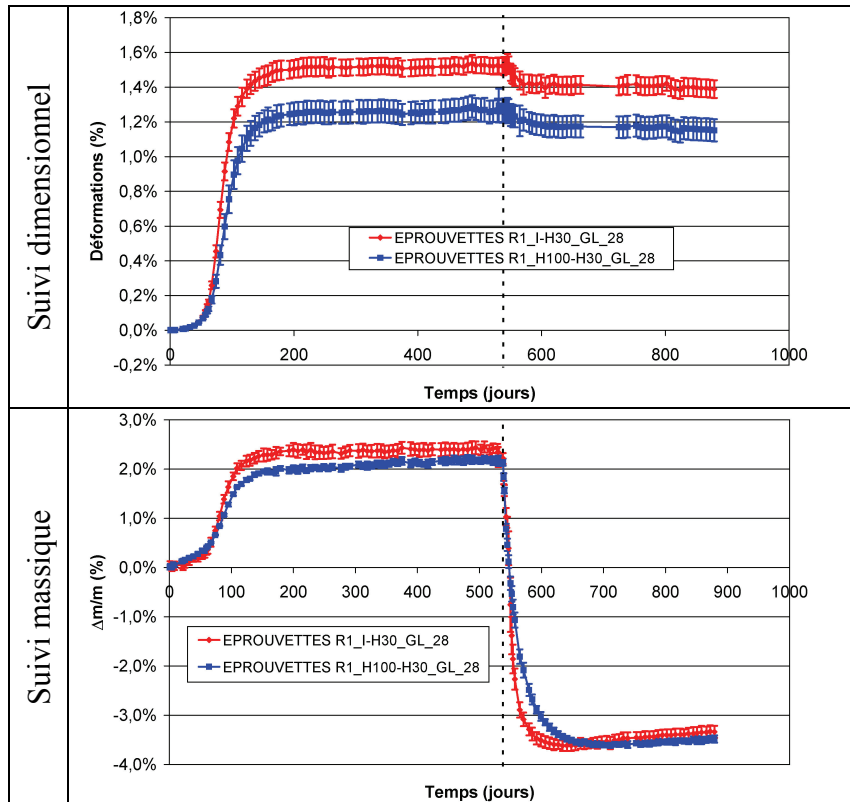 Suivi dimensionnel
Déformations (%)
1,8%
1,6%
1,4%
1,2%
1,0%
0,8%
0,6%
0,4%
0,2%
0,0%
-0,2%
EPROUVETTES R1_I-H30_GL_28
EPROUVETTES R1_H100-H30_GL_28
0 200 400 600 800 1000
Temps (jours)
Suivi massique
Δm/m (%)
3,0%
2,0%
1,0%
0,0%
-1,0%
-2,0%
-3,0%
-4,0%
0 100 200 300 400 500 600 700 800 900 1000
EPROUVETTES R1_I-H30_GL_28
EPROUVETTES R1_H100-H30_GL_28
Temps (jours)